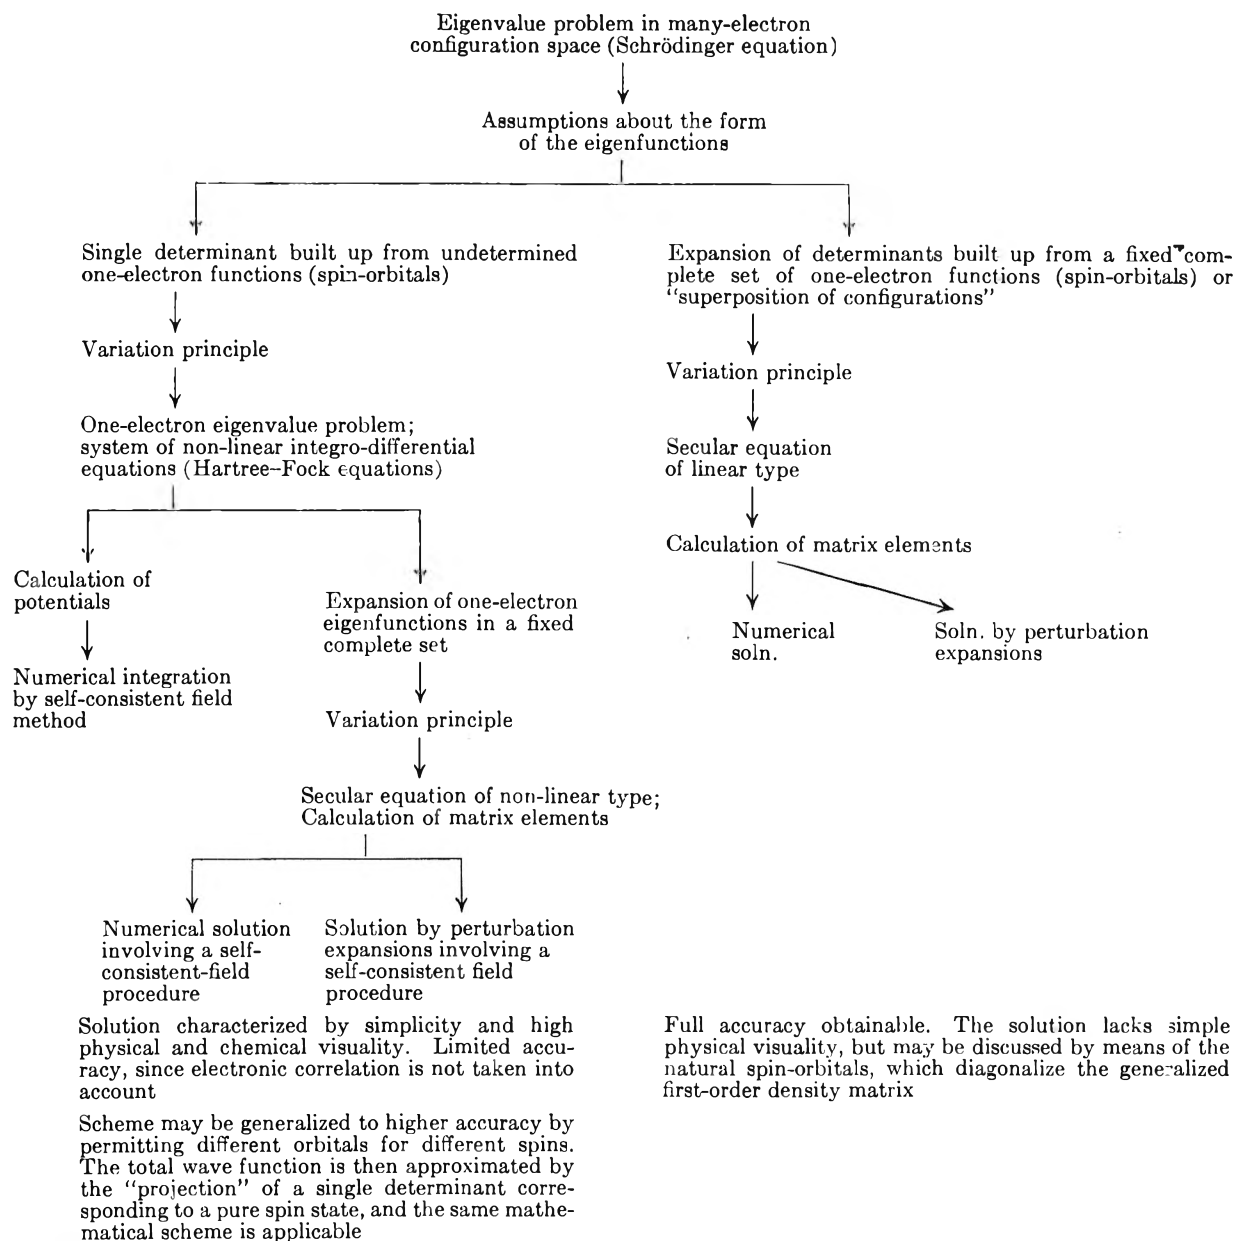 Eigenvalue problem in many-electron
configuration space (Schrödinger equation)
Assumptions about the form
of the eigenfunctions
Single determinant built up from undetermined
one-electron functions (spin-orbitals)
Variation principle
One-electron eigenvalue problem;
system of non-linear integro-differential
equations (Hartree–Fock equations)
Calculation of
potentials
Numerical integration
by self-consistent field
method
Expansion of one-electron
eigenfunctions in a fixed
complete set
Variation principle
Secular equation of non-linear type;
Calculation of matrix elements
Numerical solution
involving a self-
consistent-field
procedure
Solution by perturbation
expansions involving a
self-consistent field
procedure
Solution characterized by simplicity and high
physical and chemical visuality. Limited accu-
racy, since electronic correlation is not taken into
account
Scheme may be generalized to higher accuracy by
permitting different orbitals for different spins.
The total wave function is then approximated by
the "projection" of a single determinant corre-
sponding to a pure spin state, and the same mathe-
matical scheme is applicable
Expansion of determinants built up from a fixed com-
plete set of one-electron functions (spin-orbitals) or
"superposition of configurations"
Variation principle
Secular equation
of linear type
Calculation of matrix elements
Numerical
soln.
Soln. by perturbation
expansions
Full accuracy obtainable. The solution lacks simple
physical visuality, but may be discussed by means of the
natural spin-orbitals, which diagonalize the generalized
first-order density matrix